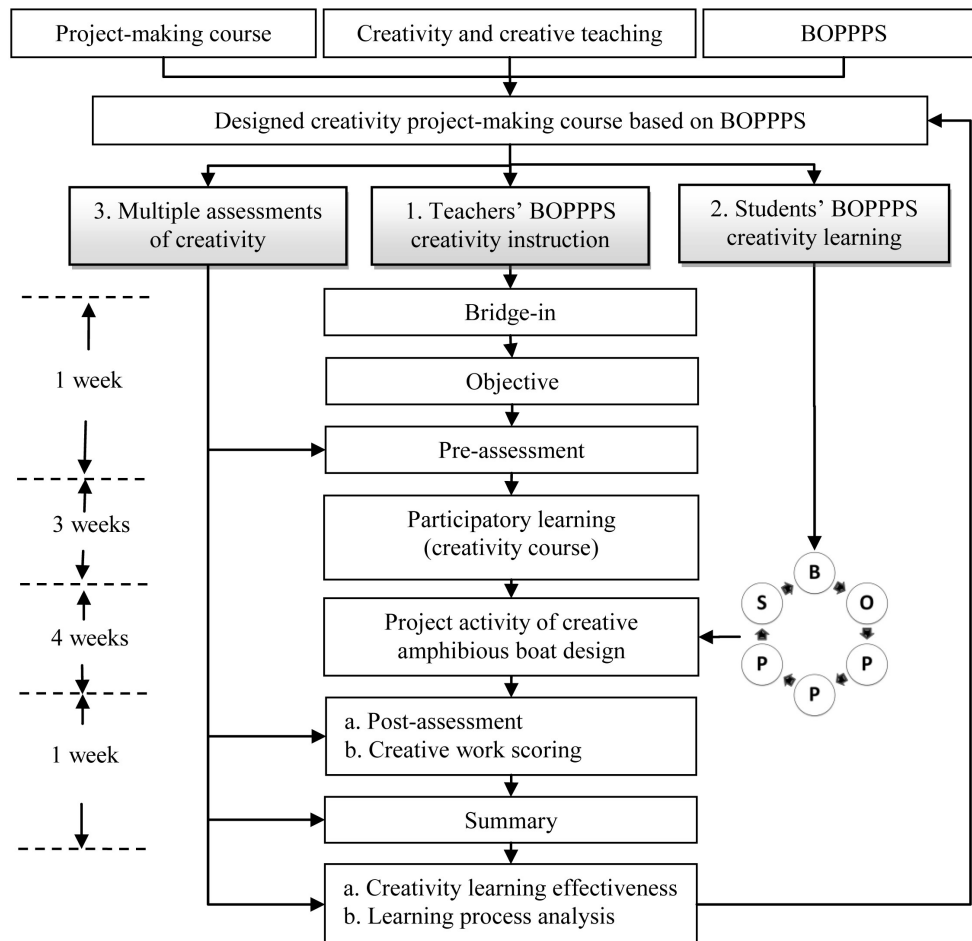 Project-making course
Creativity and creative teaching
BOPPPS
Designed creativity project-making course based on BOPPPS
3. Multiple assessments
of creativity
1. Teachers’ BOPPPS
creativity instruction
2. Students’ BOPPPS
creativity learning
Bridge-in
1 week
Objective
Pre-assessment
3 weeks
Participatory learning
(creativity course)
B
S
O
4 weeks
Project activity of creative
amphibious boat design
P
P
P
1 week
a. Post-assessment
b. Creative work scoring
Summary
a. Creativity learning effectiveness
b. Learning process analysis